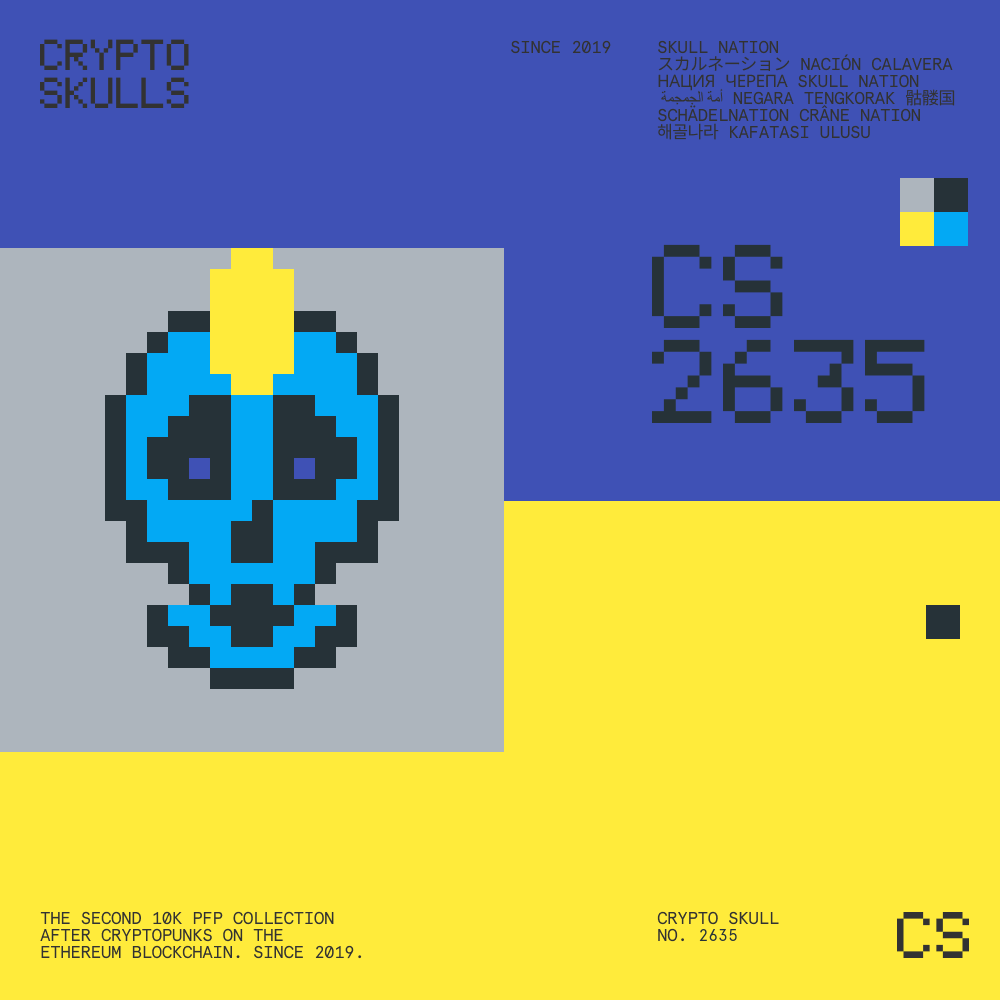 CRYPTO
SKULLS
SINCE 2019
SKULL NATION
スカルネーション NACIÓN CALAVERA
НАЦИЯ ЧЕРЕПА SKULL NATION
أمة الجمجمة NEGARA TENGKORAK 骷髅国
SCHÄDELNATION CRÂNE NATION
해골나라 KAFATASI ULUSU
CS
2635
THE SECOND 10K PFP COLLECTION
AFTER CRYPTOPUNKS ON THE
ETHEREUM BLOCKCHAIN. SINCE 2019.
CRYPTO SKULL
NO. 2635
CS